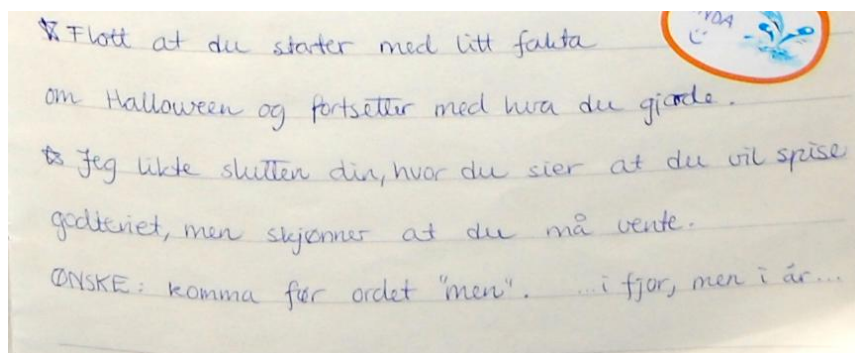 ☆ Flott at du starter med litt fakta
om Halloween og fortsetter med hva du gjorde.
☆ Jeg likte slutten din, hvor du sier at du vil spise
godteriet, men skjønner at du må vente.
ØNSKE: komma før ordet "men". ...i fjor, men i år...